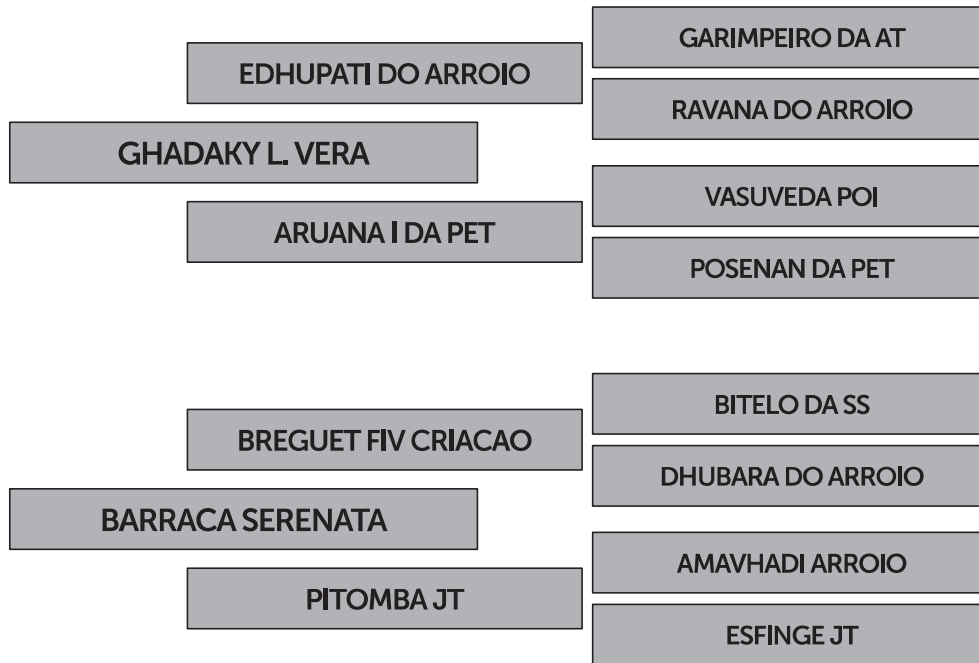 GARIMPEIRO DA AT
EDHUPATI DO ARROIO
RAVANA DO ARROIO
GHADAKY L. VERA
VASUVEDA POI
ARUANA I DA PET
POSENAN DA PET
BITELO DA SS
BREGUET FIV CRIACAO
DHUBARA DO ARROIO
BARRACA SERENATA
AMAVHADI ARROIO
PITOMBA JT
ESFINGE JT